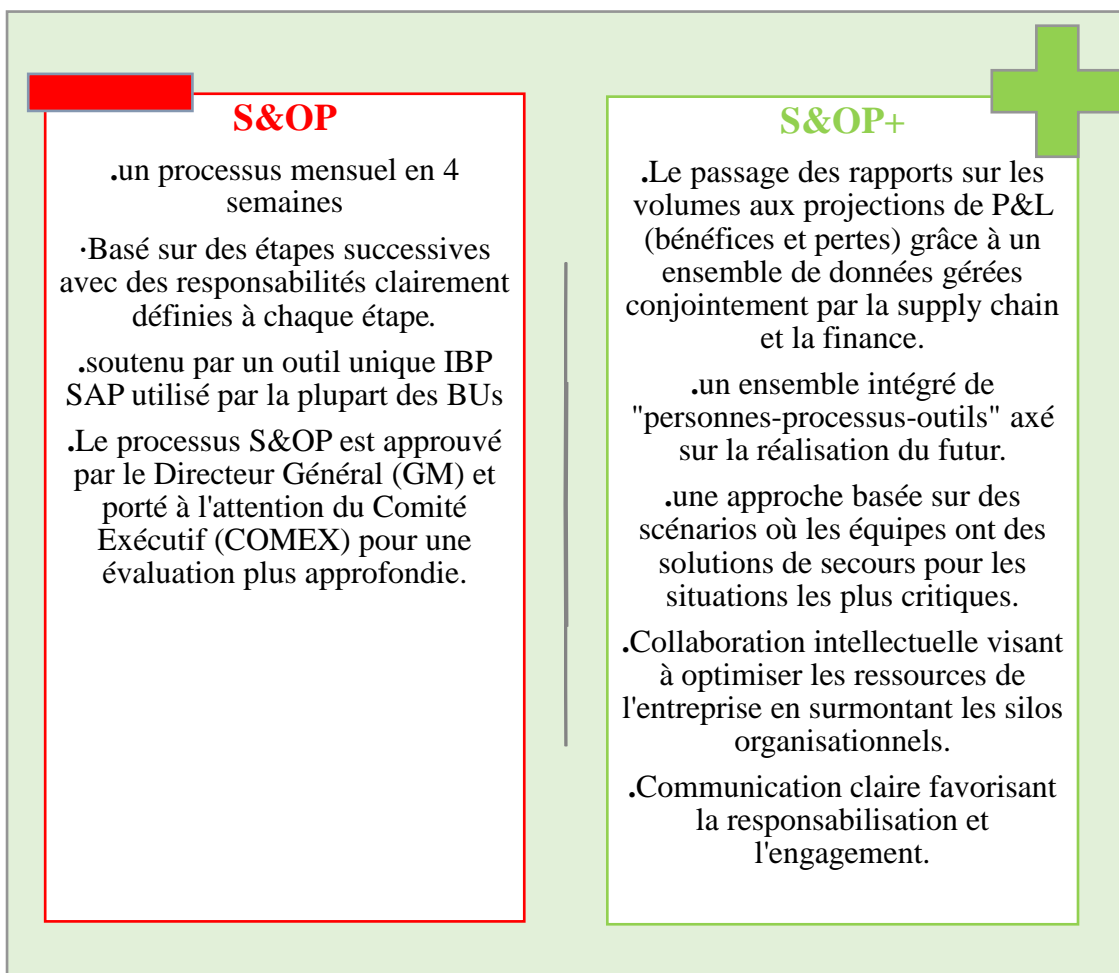 S&OP
.un processus mensuel en 4
semaines
·Basé sur des étapes successives
avec des responsabilités clairement
définies à chaque étape.
.soutenu par un outil unique IBP
SAP utilisé par la plupart des BUs
.Le processus S&OP est approuvé
par le Directeur Général (GM) et
porté à l'attention du Comité
Exécutif (COMEX) pour une
évaluation plus approfondie.
S&OP+
.Le passage des rapports sur les
volumes aux projections de P&L
(bénéfices et pertes) grâce à un
ensemble de données gérées
conjointement par la supply chain
et la finance.
.un ensemble intégré de
"personnes-processus-outils" axé
sur la réalisation du futur.
.une approche basée sur des
scénarios où les équipes ont des
solutions de secours pour les
situations les plus critiques.
.Collaboration intellectuelle visant
à optimiser les ressources de
l'entreprise en surmontant les silos
organisationnels.
.Communication claire favorisant
la responsabilisation et
l'engagement.